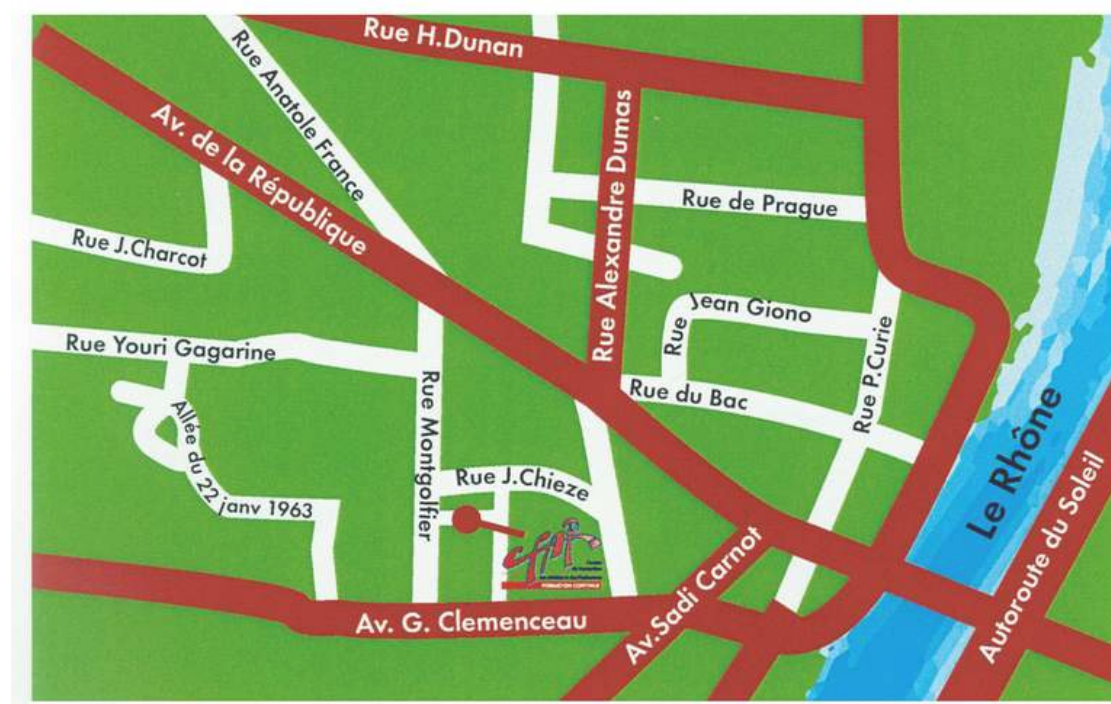 Rue H.Dunan
Rue Anatole France
Av. de la République
Rue Alexandre Dumas
Rue de Prague
Rue J.Charcot
Rue Jean Giono
Rue P.Curie
Rue Youri Gagarine
Rue du Bac
Rue Montgolfier
Le Rhône
Allée du 22 janv 1963
Rue J.Chieze
Autoroute du Soleil
FORMATION CONTINUE
Av. G. Clemenceau
Av.Sadi Carnot